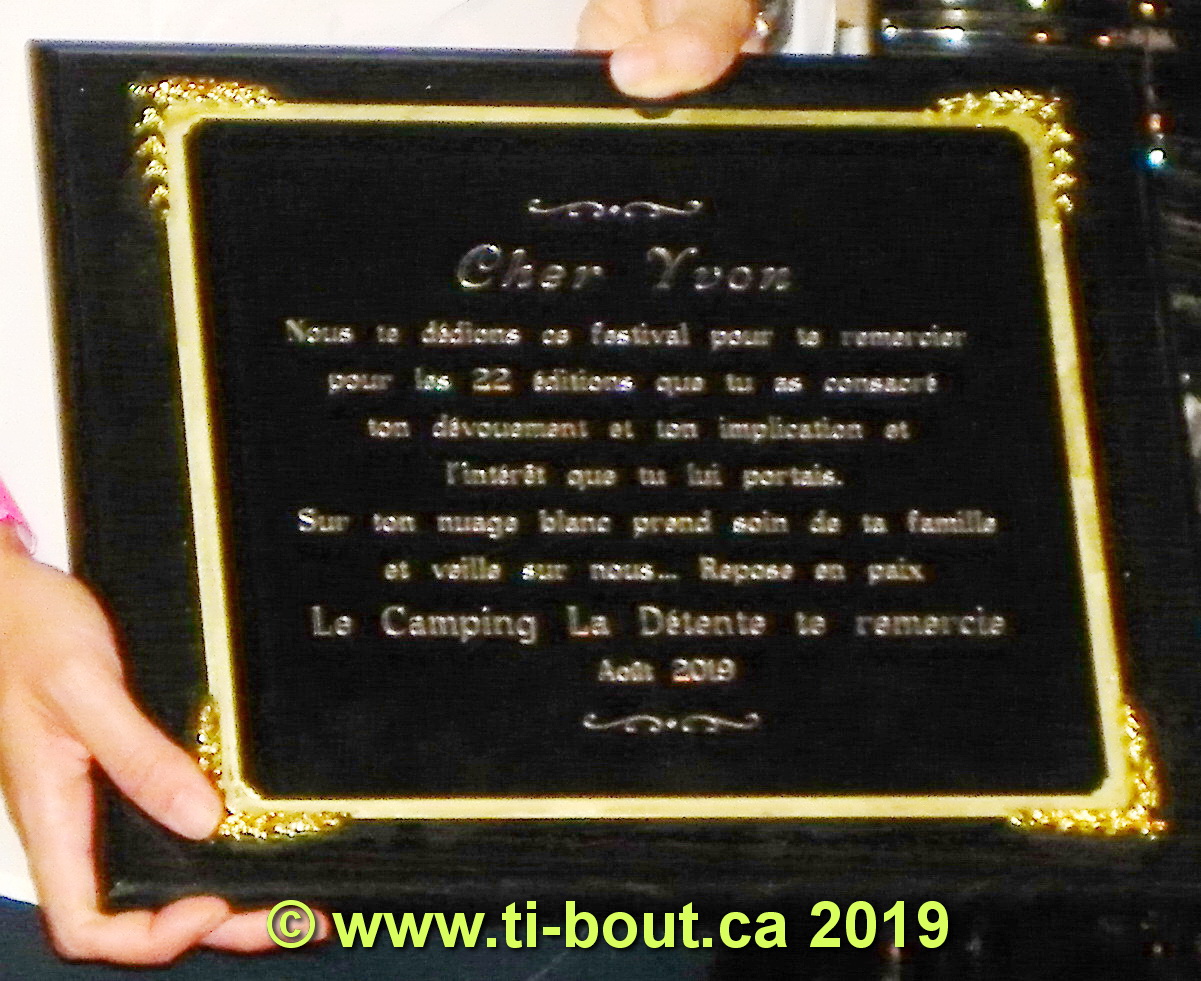 Cher Yvon
Nous te dédions ce festival pour te remercier
pour les 22 éditions que tu as consacré
ton dévouement et ton implication et
l'intérêt que tu lui portais.
Sur ton nuage blanc prend soin de ta famille
et veille sur nous... Repose en paix
Le Camping La Détente te remercie
Août 2019
© www.ti-bout.ca 2019